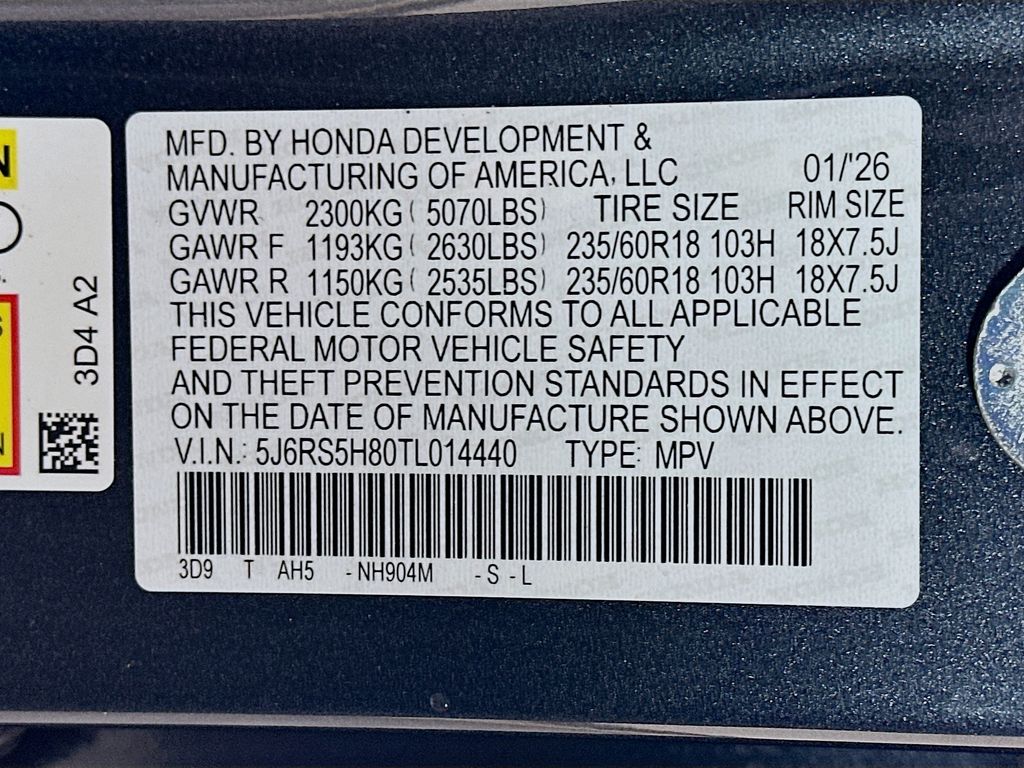 MFD. BY HONDA DEVELOPMENT &
MANUFACTURING OF AMERICA, LLC 01/'26
GVWR 2300KG ( 5070LBS) TIRE SIZE RIM SIZE
GAWR F 1193KG ( 2630LBS) 235/60R18 103H 18X7.5J
GAWR R 1150KG ( 2535LBS) 235/60R18 103H 18X7.5J
THIS VEHICLE CONFORMS TO ALL APPLICABLE
FEDERAL MOTOR VEHICLE SAFETY
AND THEFT PREVENTION STANDARDS IN EFFECT
ON THE DATE OF MANUFACTURE SHOWN ABOVE.
V.I.N.: 5J6RS5H80TL014440 TYPE: MPV
3D9 T AH5 -NH904M -S -L
3D4 A2
N
S
N